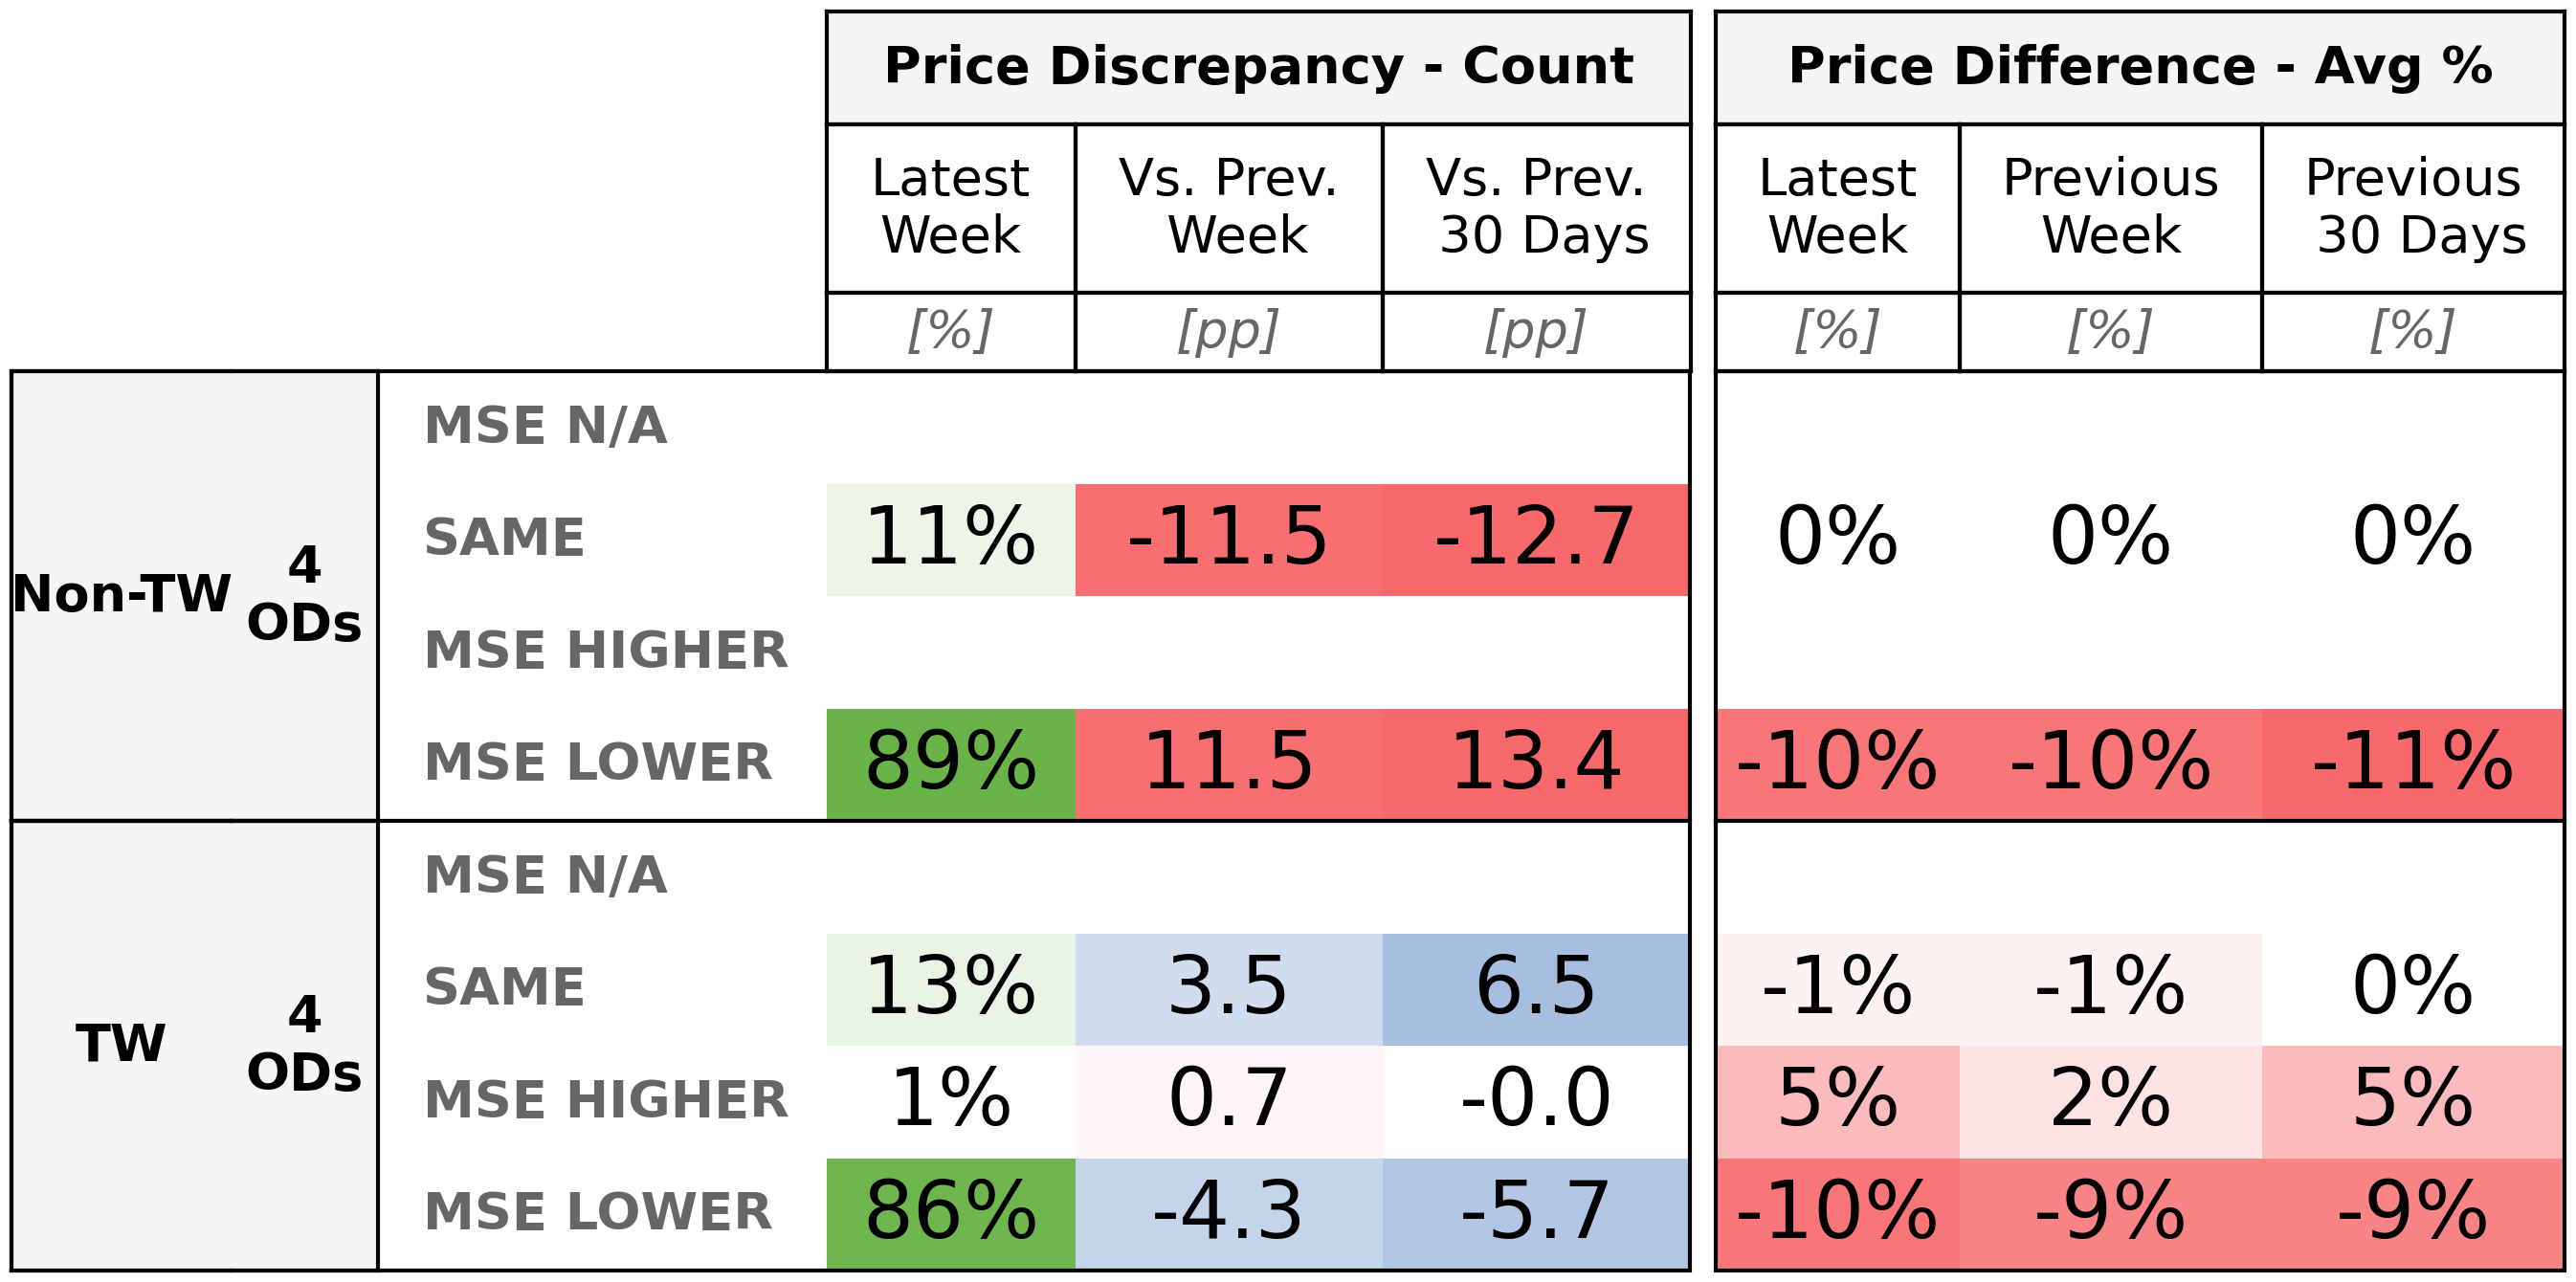 Price Discrepancy - Count Price Difference - Avg %
Latest Week Vs. Prev. Week Vs. Prev. 30 Days Latest Week Previous Week Previous 30 Days
[%] [pp] [pp] [%] [%] [%]
Non-TW 4 ODs
MSE N/A
SAME 11% -11.5 -12.7 0% 0% 0%
MSE HIGHER
MSE LOWER 89% 11.5 13.4 -10% -10% -11%
TW 4 ODs
MSE N/A
SAME 13% 3.5 6.5 -1% -1% 0%
MSE HIGHER 1% 0.7 -0.0 5% 2% 5%
MSE LOWER 86% -4.3 -5.7 -10% -9% -9%